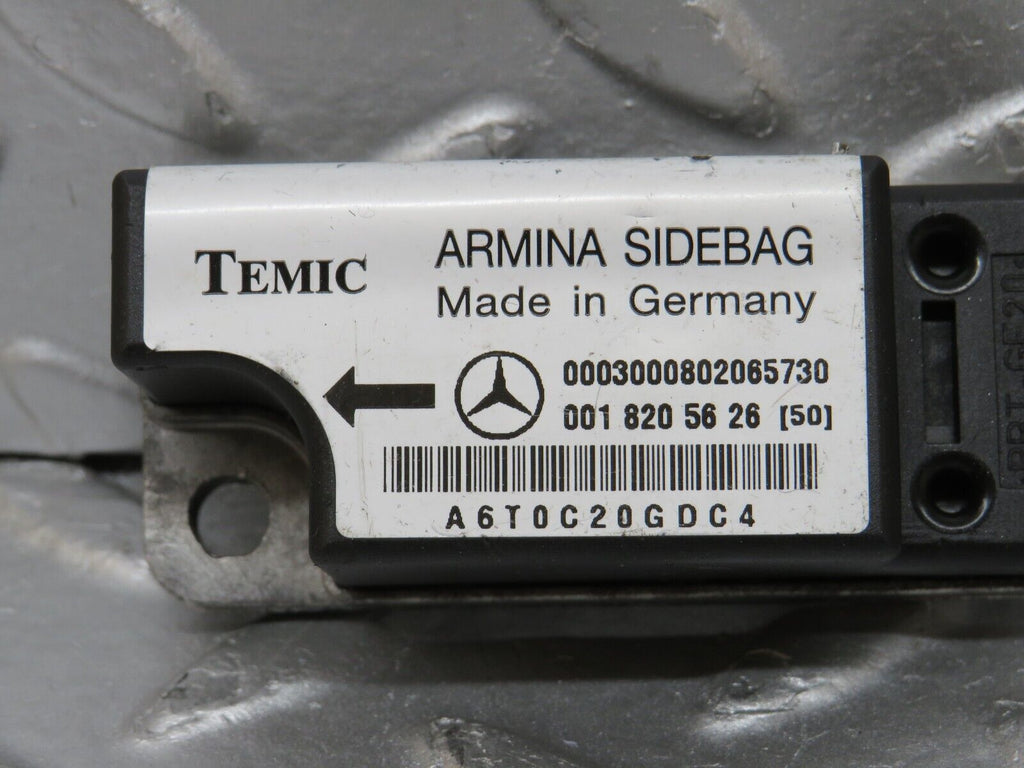 TEMIC
ARMINA SIDEBAG
Made in Germany
0003000802065730
001 820 56 26 [50]
A6T0C20GDC4